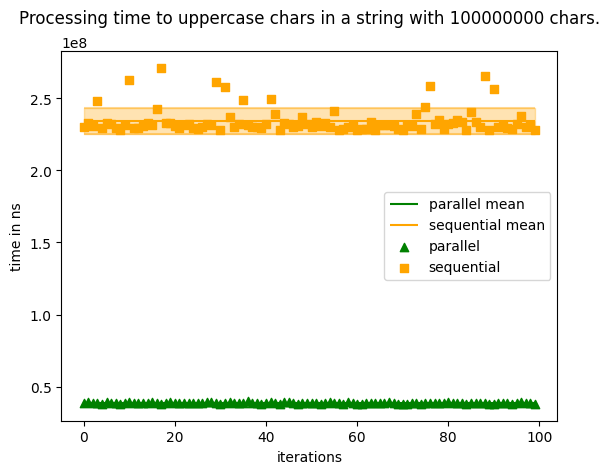 Processing time to uppercase chars in a string with 100000000 chars.
1e8
2.5
2.0
1.5
1.0
0.5
time in ns
parallel mean
sequential mean
parallel
sequential
0 20 40 60 80 100
iterations